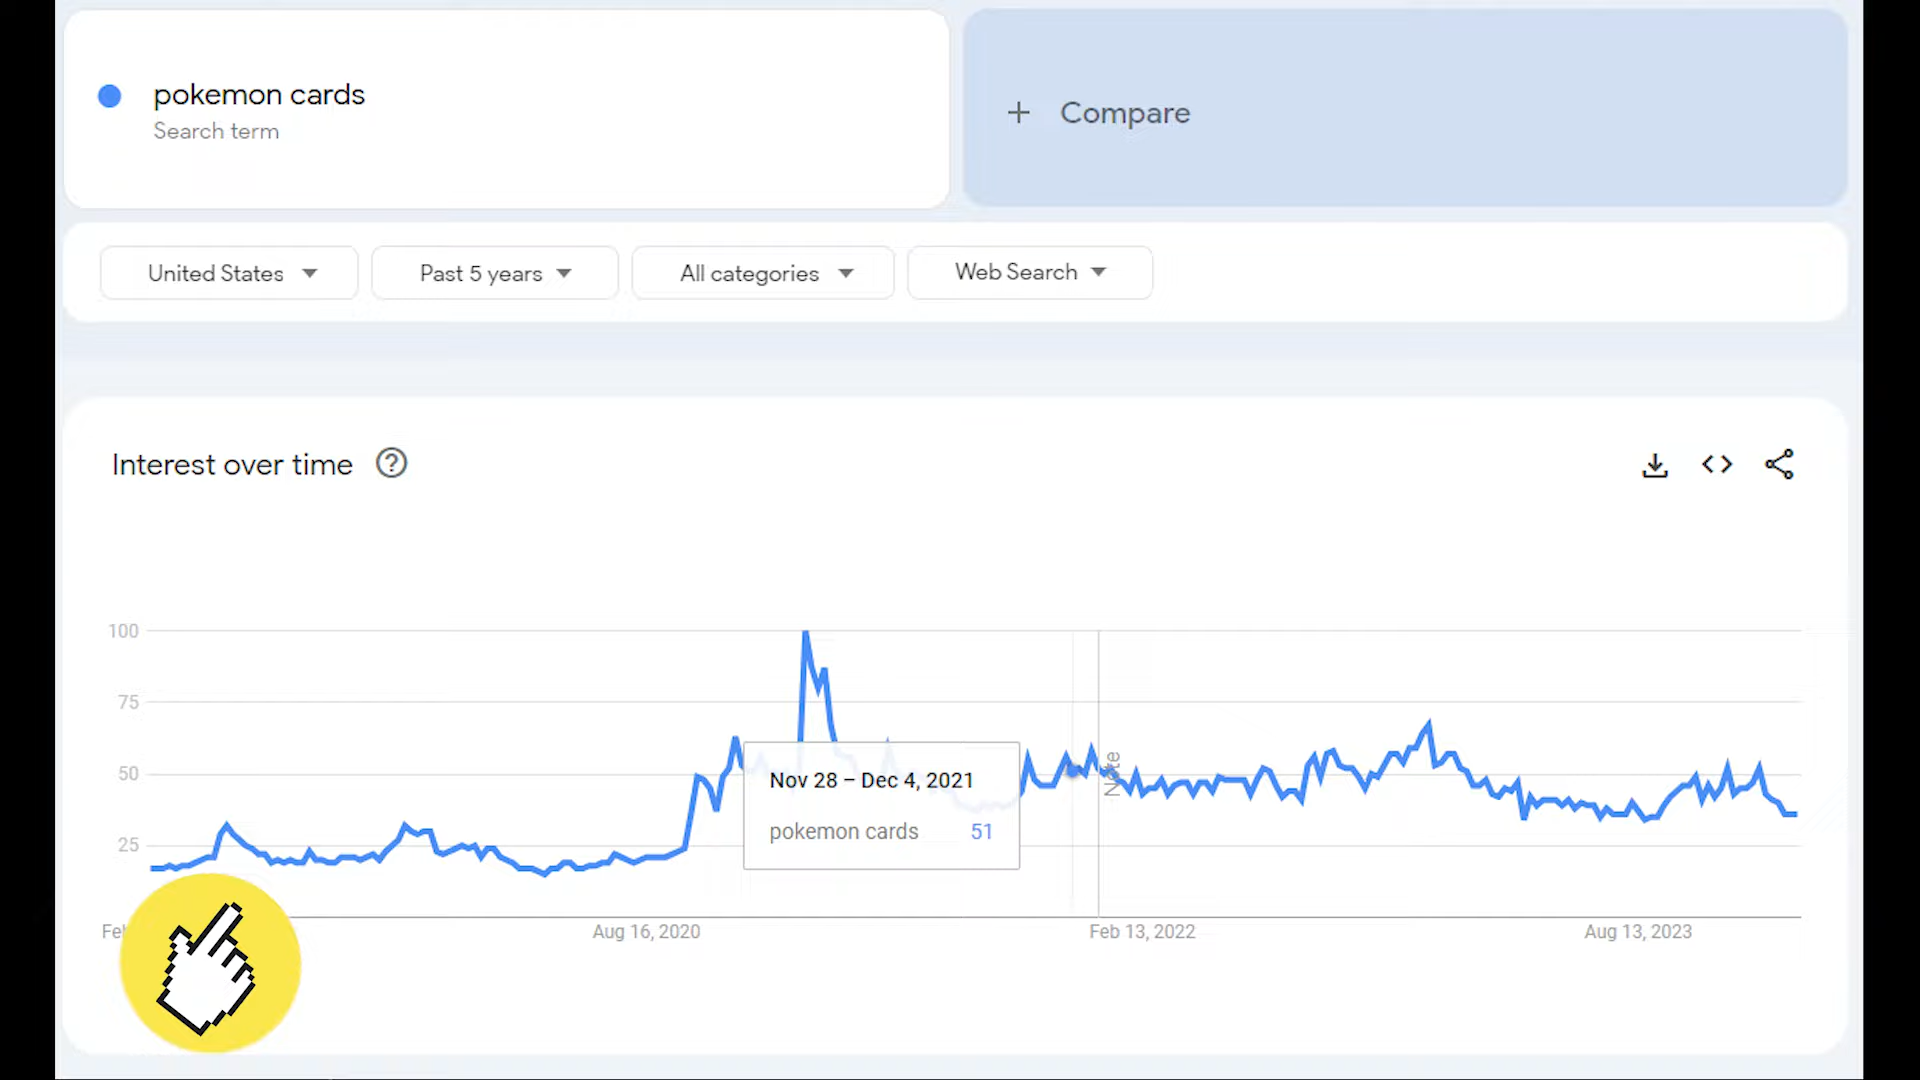 pokemon cards
Search term
+ Compare
United States
Past 5 years
All categories
Web Search
Interest over time
100
75
50
25
Nov 28 – Dec 4, 2021
pokemon cards 51
Note
Aug 16, 2020
Feb 13, 2022
Aug 13, 2023